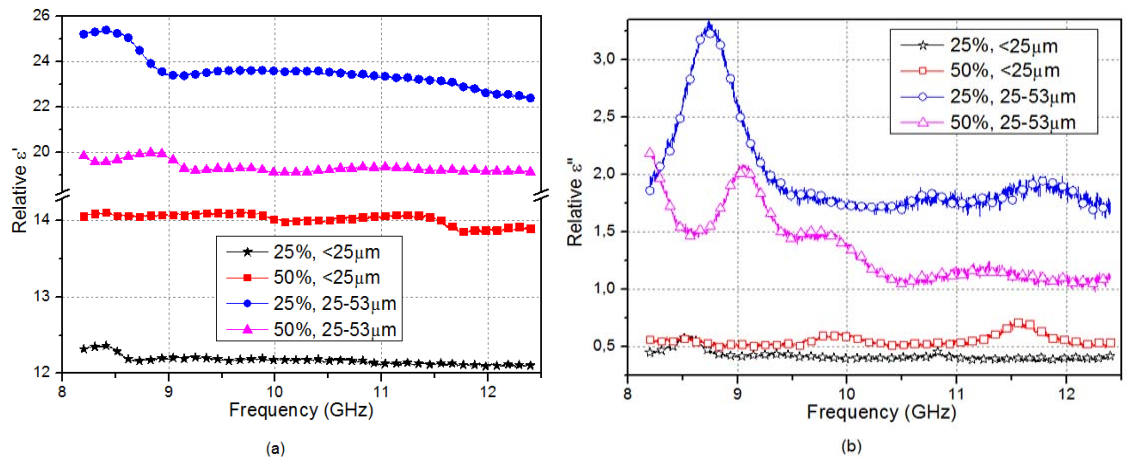 26
24
22
20
14
13
12
Relative ε'
25%, <25µm
50%, <25µm
25%, 25-53µm
50%, 25-53µm
8 9 10 11 12
Frequency (GHz)
(a)
3.0
2.5
2.0
1.5
1.0
0.5
Relative ε"
25%, <25µm
50%, <25µm
25%, 25-53µm
50%, 25-53µm
8 9 10 11 12
Frequency (GHz)
(b)